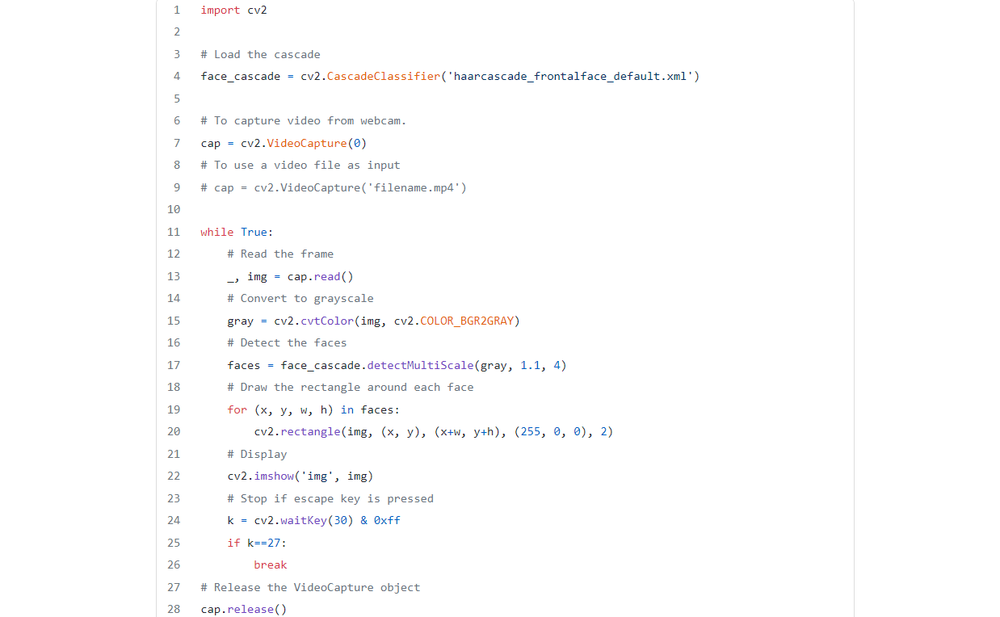 1 import cv2
2
3 # Load the cascade
4 face_cascade = cv2.CascadeClassifier('haarcascade_frontalface_default.xml')
5
6 # To capture video from webcam.
7 cap = cv2.VideoCapture(0)
8 # To use a video file as input
9 # cap = cv2.VideoCapture('filename.mp4')
10
11 while True:
12     # Read the frame
13     _, img = cap.read()
14     # Convert to grayscale
15     gray = cv2.cvtColor(img, cv2.COLOR_BGR2GRAY)
16     # Detect the faces
17     faces = face_cascade.detectMultiScale(gray, 1.1, 4)
18     # Draw the rectangle around each face
19     for (x, y, w, h) in faces:
20         cv2.rectangle(img, (x, y), (x+w, y+h), (255, 0, 0), 2)
21     # Display
22     cv2.imshow('img', img)
23     # Stop if escape key is pressed
24     k = cv2.waitKey(30) & 0xff
25     if k==27:
26         break
27 # Release the VideoCapture object
28 cap.release()